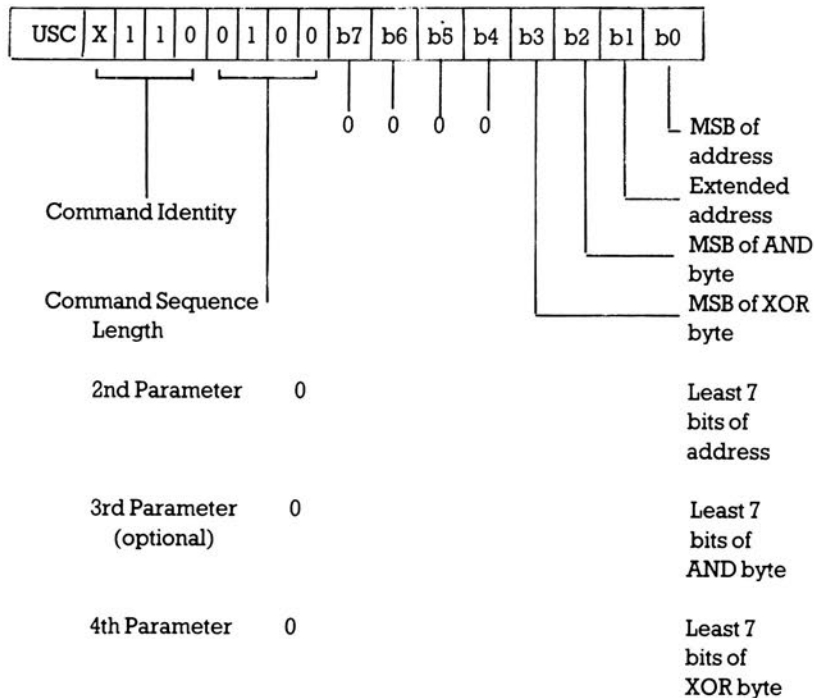 USC X 1 1 0 0 1 0 0 b7 b6 b5 b4 b3 b2 b1 b0
0 0 0 0
MSB of
address
Extended
address
MSB of AND
byte
MSB of XOR
byte
Command Identity
Command Sequence
Length
2nd Parameter 0
Least 7
bits of
address
3rd Parameter 0
(optional)
Least 7
bits of
AND byte
4th Parameter 0
Least 7
bits of
XOR byte